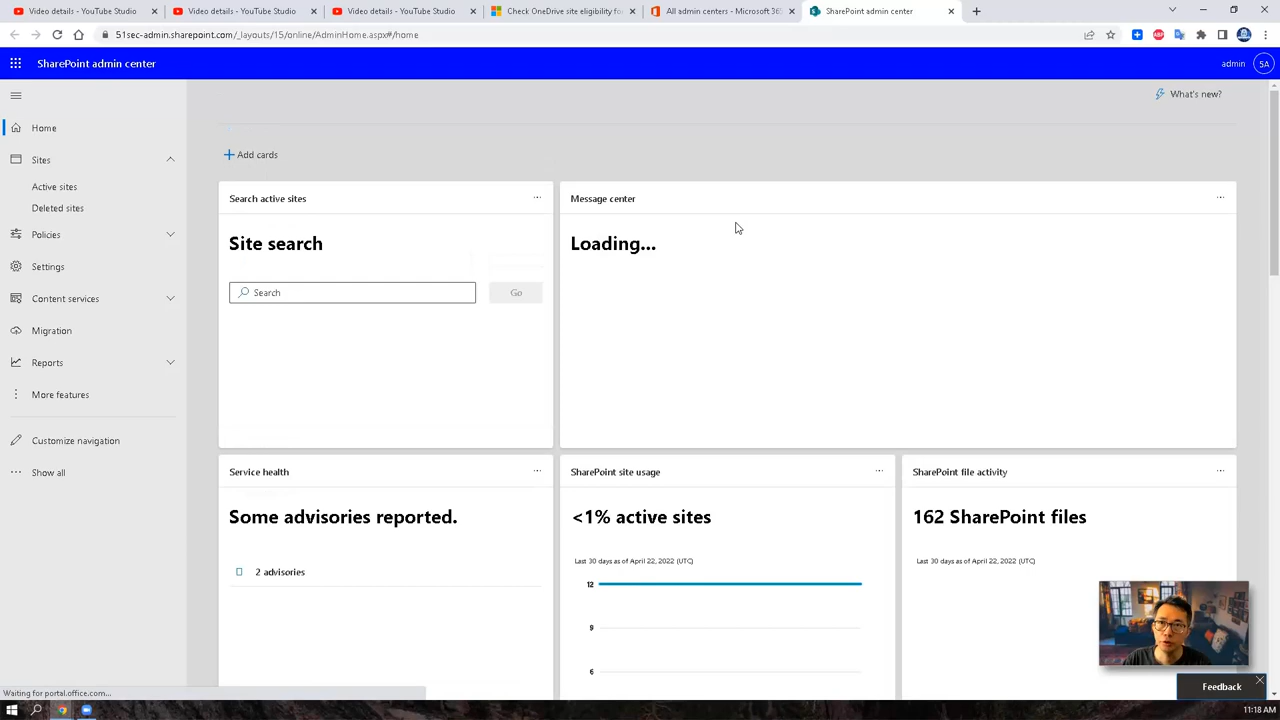 Video details - YouTube Studio
Video details - YouTube Studio
Video details - YouTube Studio
Check OneDrive site eligibility fo
All admin centers - Microsoft 365
SharePoint admin center
51sec-admin.sharepoint.com/_layouts/15/online/AdminHome.aspx#/home
SharePoint admin center
admin
5A
What's new?
Home
Sites
Active sites
Deleted sites
Policies
Settings
Content services
Migration
Reports
More features
Customize navigation
Show all
Add cards
Search active sites
Site search
Search
Go
Message center
Loading...
Service health
Some advisories reported.
2 advisories
SharePoint site usage
<1% active sites
Last 30 days as of April 22, 2022 (UTC)
12
9
6
SharePoint file activity
162 SharePoint files
Last 30 days as of April 22, 2022 (UTC)
Feedback
Waiting for portal.office.com...
11:18 AM